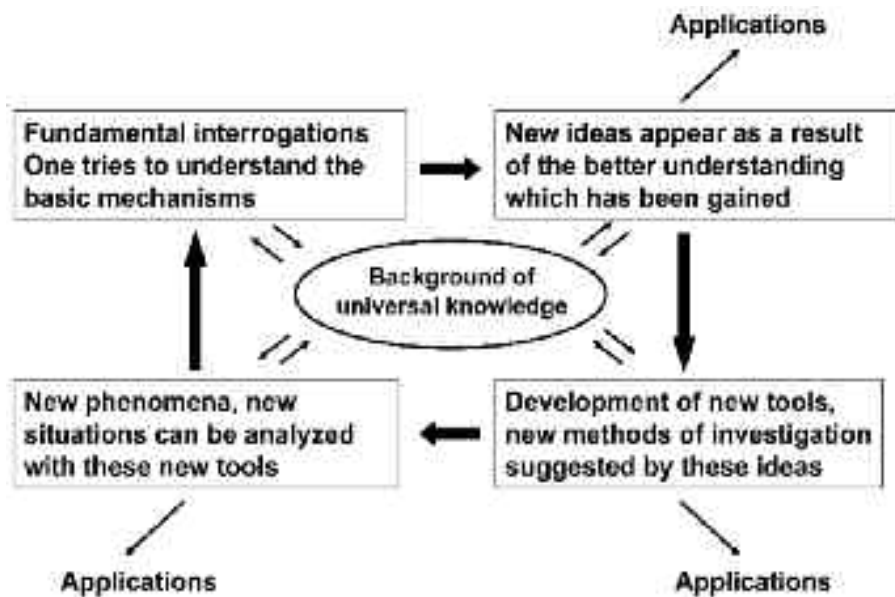 Applications
Fundamental interrogations
One tries to understand the
basic mechanisms
New ideas appear as a result
of the better understanding
which has been gained
Background of
universal knowledge
New phenomena, new
situations can be analyzed
with these new tools
Development of new tools,
new methods of investigation
suggested by these ideas
Applications
Applications